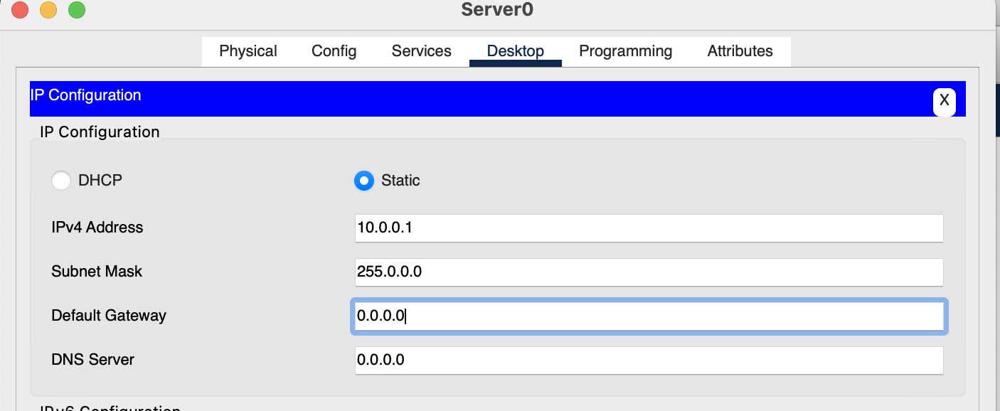 Server0
Physical Config Services Desktop Programming Attributes
IP Configuration
X
IP Configuration
DHCP Static
IPv4 Address 10.0.0.1
Subnet Mask 255.0.0.0
Default Gateway 0.0.0.0
DNS Server 0.0.0.0
IPv6 Configuration